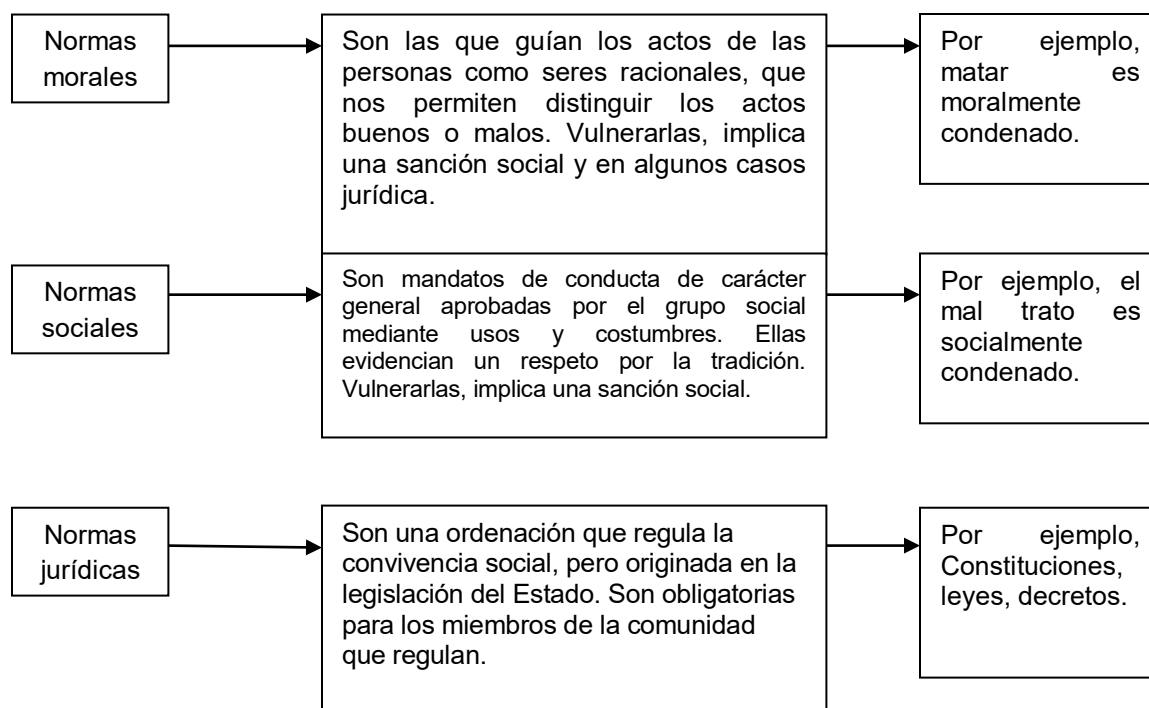 Normas
morales
Son las que guían los actos de las
personas como seres racionales, que
nos permiten distinguir los actos
buenos o malos. Vulnerarlas, implica
una sanción social y en algunos casos
jurídica.
Por ejemplo,
matar es
moralmente
condenado.
Normas
sociales
Son mandatos de conducta de carácter
general aprobadas por el grupo social
mediante usos y costumbres. Ellas
evidencian un respeto por la tradición.
Vulnerarlas, implica una sanción social.
Por ejemplo, el
mal trato es
socialmente
condenado.
Normas
jurídicas
Son una ordenación que regula la
convivencia social, pero originada en la
legislación del Estado. Son obligatorias
para los miembros de la comunidad
que regulan.
Por ejemplo,
Constituciones,
leyes, decretos.